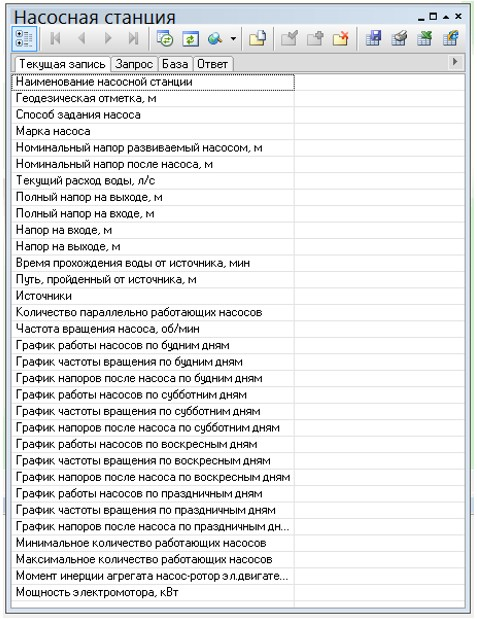 Насосная станция
Текущая запись Запрос База Ответ
Наименование насосной станции
Геодезическая отметка, м
Способ задания насоса
Марка насоса
Номинальный напор развиваемый насосом, м
Номинальный напор после насоса, м
Текущий расход воды, л/с
Полный напор на выходе, м
Полный напор на входе, м
Напор на входе, м
Напор на выходе, м
Время прохождения воды от источника, мин
Путь, пройденный от источника, м
Источники
Количество параллельно работающих насосов
Частота вращения насоса, об/мин
График работы насосов по будним дням
График частоты вращения по будним дням
График напоров после насоса по будним дням
График работы насосов по субботним дням
График частоты вращения по субботним дням
График напоров после насоса по субботним дням
График работы насосов по воскресным дням
График частоты вращения по воскресным дням
График напоров после насоса по воскресным дням
График работы насосов по праздничным дням
График частоты вращения по праздничным дням
График напоров после насоса по праздничным дн...
Минимальное количество работающих насосов
Максимальное количество работающих насосов
Момент инерции агрегата насос-ротор эл.двигате...
Мощность электромотора, кВт